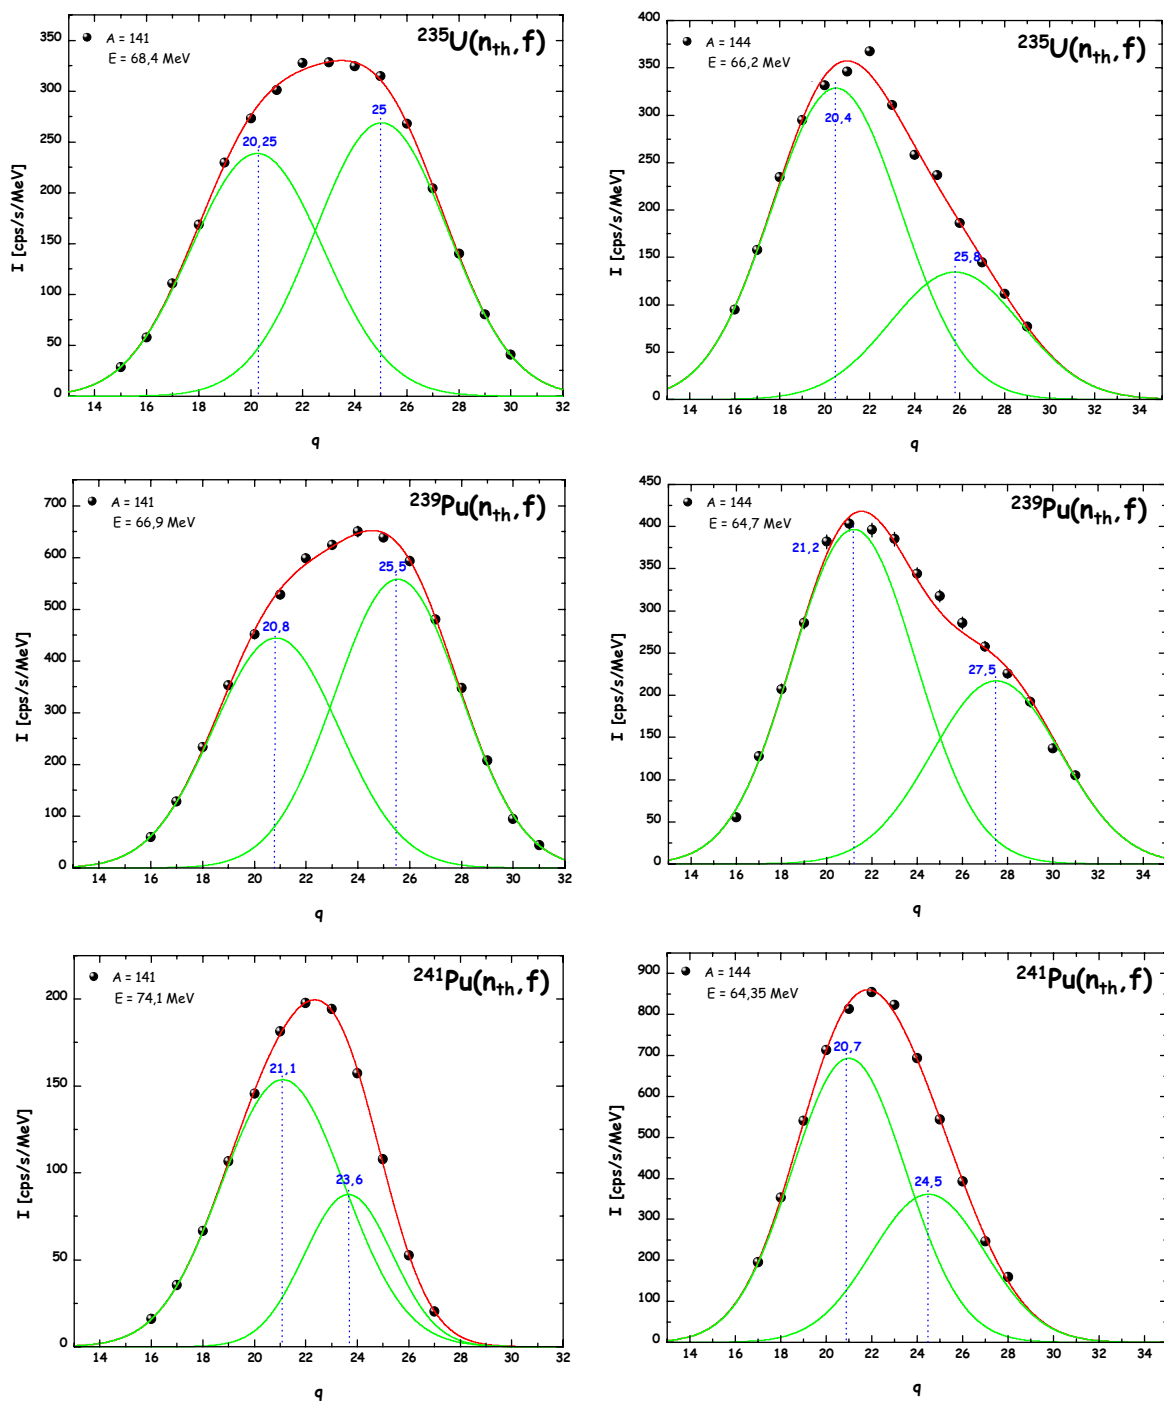 A = 141
E = 68,4 MeV
²³⁵U(nₜₕ,f)
350
300
250
200
150
100
50
0
I [cps/s/MeV]
20,25
25
14 16 18 20 22 24 26 28 30 32
q
A = 144
E = 66,2 MeV
²³⁵U(nₜₕ,f)
400
350
300
250
200
150
100
50
0
I [cps/s/MeV]
20,4
25,8
14 16 18 20 22 24 26 28 30 32 34
q
A = 141
E = 66,9 MeV
²³⁹Pu(nₜₕ,f)
700
600
500
400
300
200
100
0
I [cps/s/MeV]
20,8
25,5
14 16 18 20 22 24 26 28 30 32
q
A = 144
E = 64,7 MeV
²³⁹Pu(nₜₕ,f)
450
400
350
300
250
200
150
100
50
0
I [cps/s/MeV]
21,2
27,5
14 16 18 20 22 24 26 28 30 32 34
q
A = 141
E = 74,1 MeV
²⁴¹Pu(nₜₕ,f)
200
150
100
50
0
I [cps/s/MeV]
21,1
23,6
14 16 18 20 22 24 26 28 30 32
q
A = 144
E = 64,35 MeV
²⁴¹Pu(nₜₕ,f)
900
800
700
600
500
400
300
200
100
0
I [cps/s/MeV]
20,7
24,5
14 16 18 20 22 24 26 28 30 32 34
q